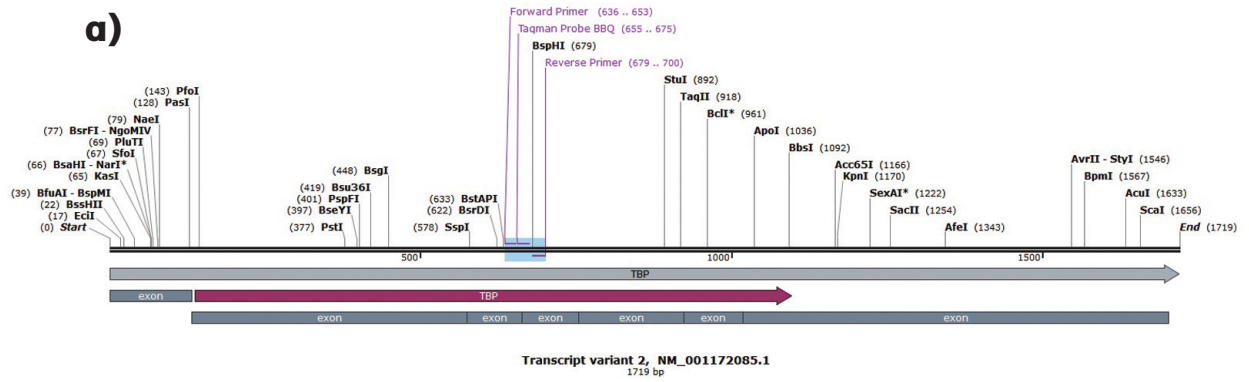 α)
Forward Primer (636 .. 653)
Taqman Probe BBQ (655 .. 675)
BspHI (679)
Reverse Primer (679 .. 700)
(143) PfoI
(128) PasI
(79) NaeI
(77) BsrFI - NgoMIV
(69) PluTI
(67) SfoI
(66) BsaHI - NarI*
(65) KasI
(39) BfuAI - BspMI
(22) BssHII
(17) EciI
(0) Start
(448) BsgI
(419) Bsu36I
(401) PspFI
(397) BseYI
(377) PstI
(633) BstAPI
(622) BsrDI
(578) SspI
StuI (892)
TaqII (918)
BclI* (961)
ApoI (1036)
BbsI (1092)
Acc65I (1166)
KpnI (1170)
SexAI* (1222)
SacII (1254)
AfeI (1343)
AvrII - StyI (1546)
BpmI (1567)
AcuI (1633)
ScaI (1656)
End (1719)
500 1000 1500
TBP
exon TBP
exon exon exon exon exon exon
Transcript variant 2, NM_001172085.1
1719 bp